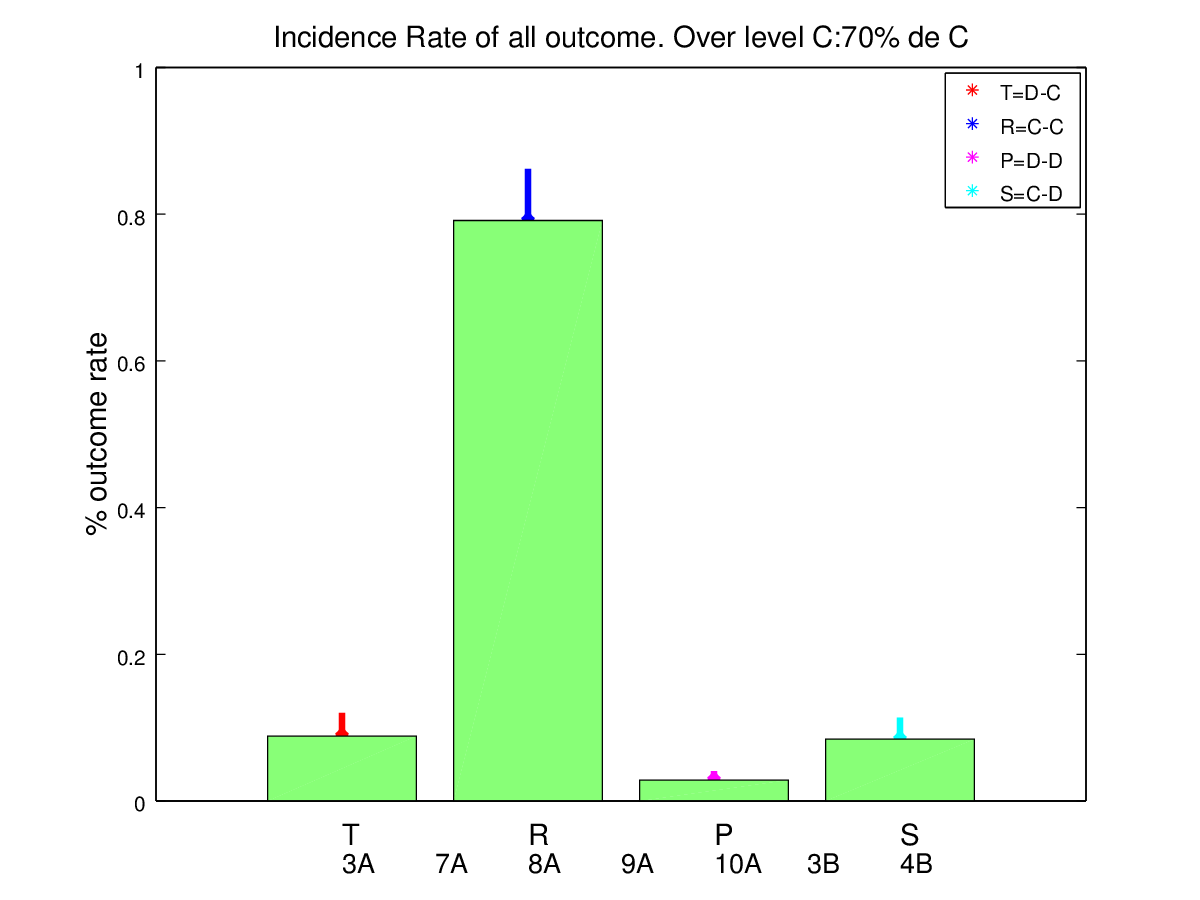 Incidence Rate of all outcome. Over level C:70% de C
1
T=D-C
R=C-C
P=D-D
S=C-D
0.8
0.6
% outcome rate
0.4
0.2
0
T R P S
3A 7A 8A 9A 10A 3B 4B